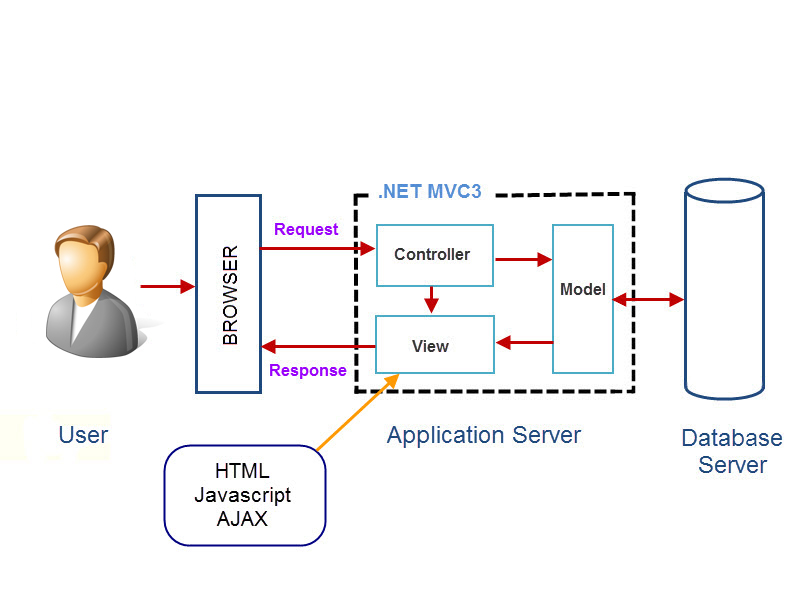 .NET MVC3
Request
Controller
BROWSER
Model
View
Response
User
Application Server
Database
Server
HTML
Javascript
AJAX